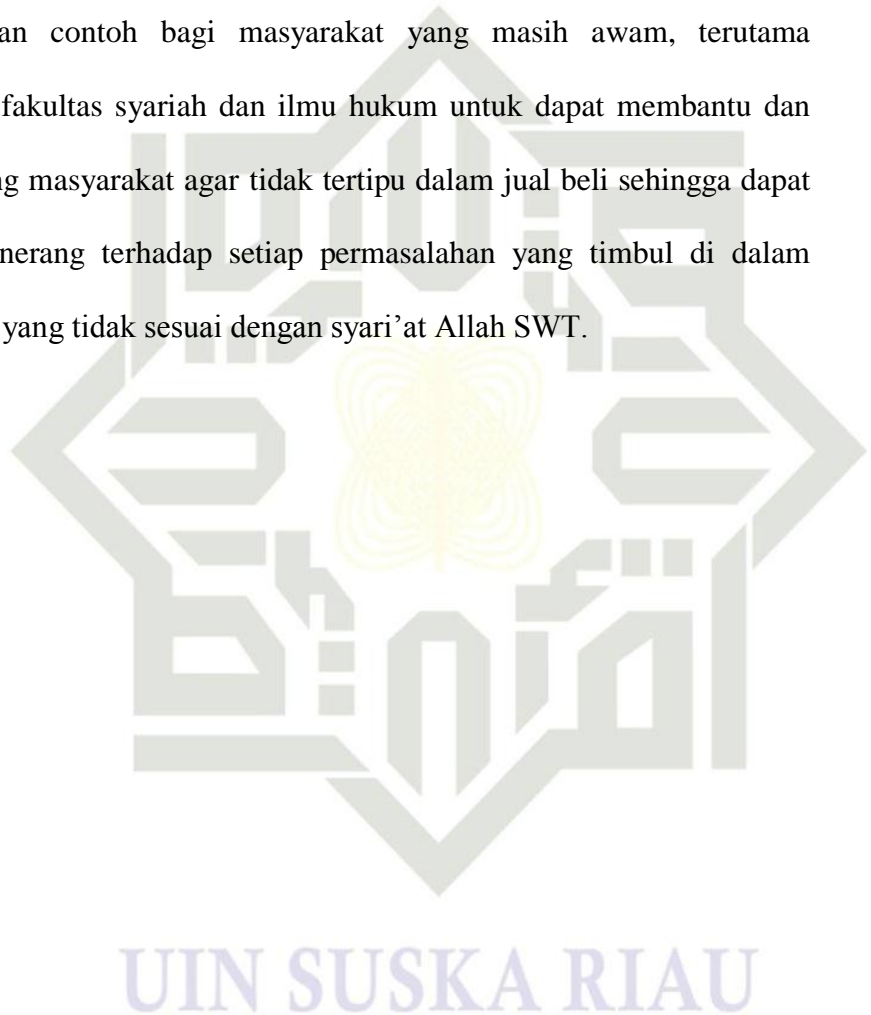 an contoh bagi masyarakat yang masih awam, terutama
fakultas syariah dan ilmu hukum untuk dapat membantu dan
ng masyarakat agar tidak tertipu dalam jual beli sehingga dapat
nerang terhadap setiap permasalahan yang timbul di dalam
yang tidak sesuai dengan syari’at Allah SWT.
UIN SUSKA RIAU